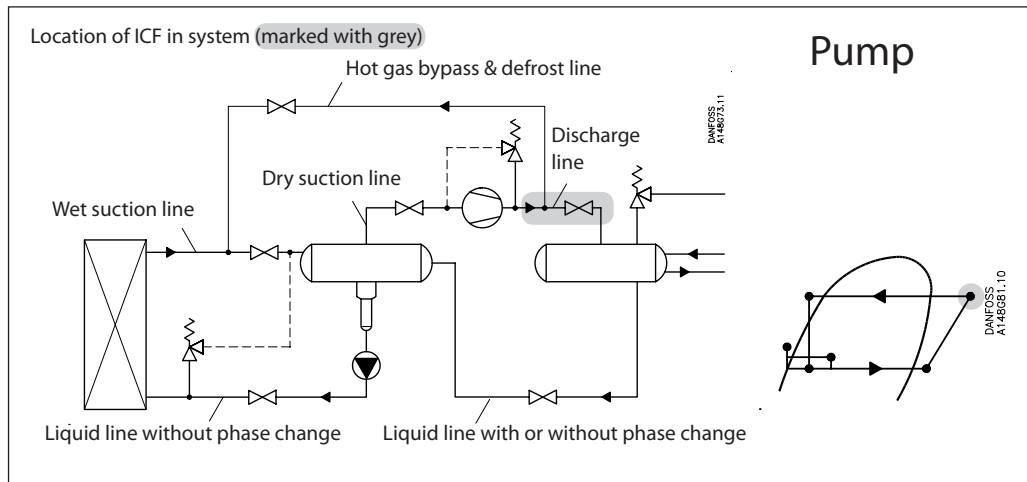 Location of ICF in system (marked with grey)
Pump
Hot gas bypass & defrost line
DANFOSS
A148G73.11
Discharge
line
Dry suction line
Wet suction line
DANFOSS
A148G81.10
Liquid line without phase change
Liquid line with or without phase change